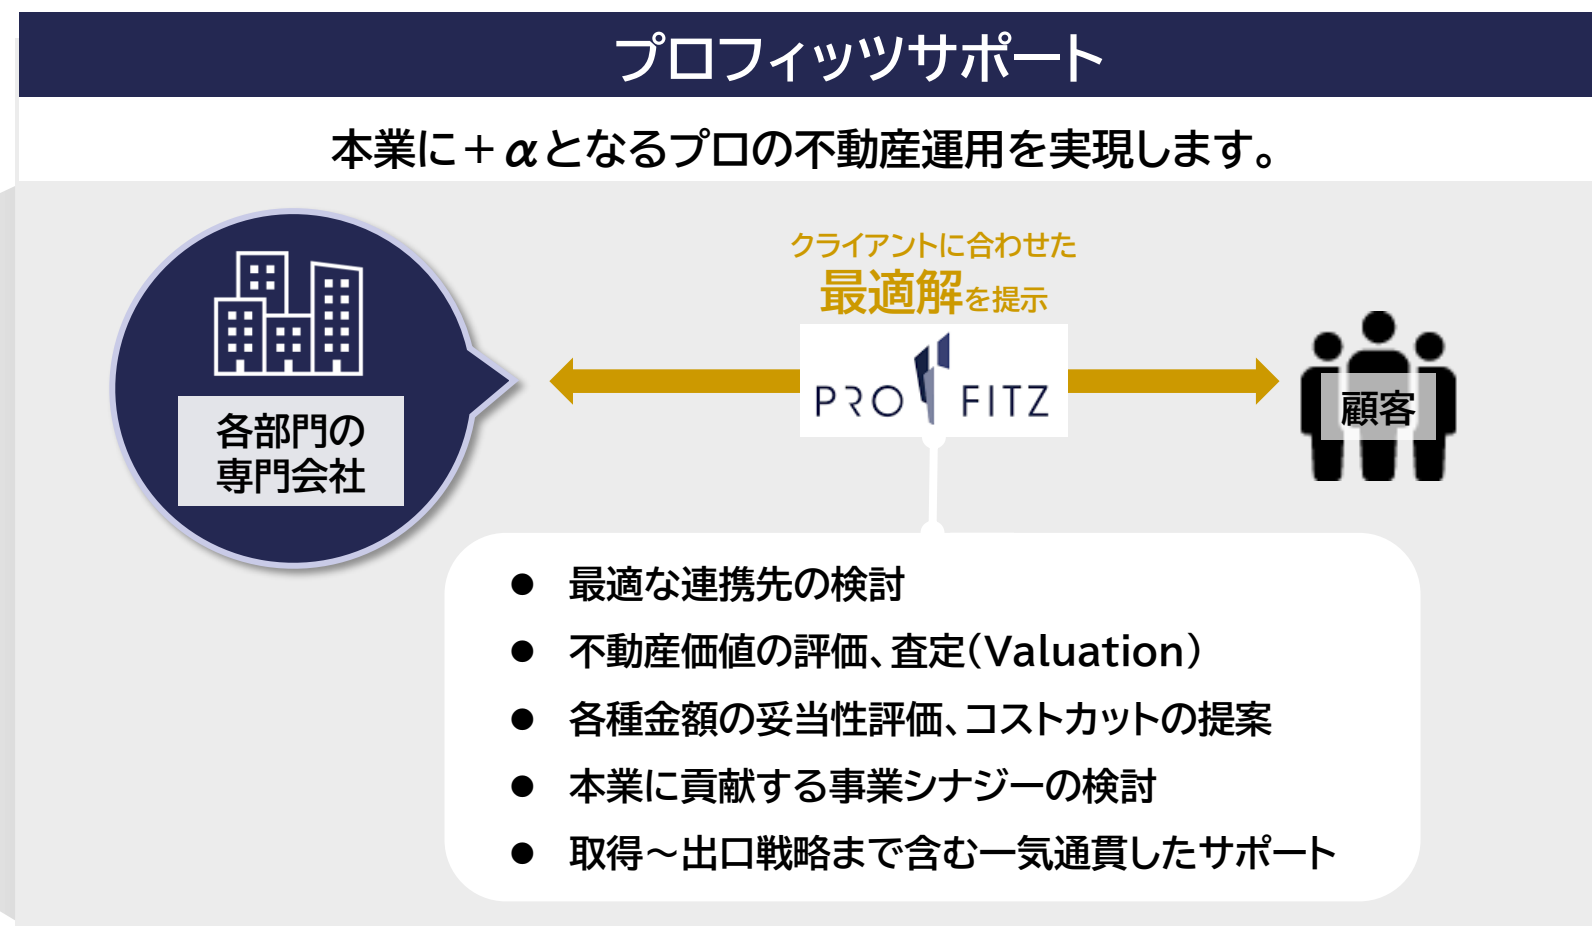 プロフィッツサポート
本業に＋αとなるプロの不動産運用を実現します。
クライアントに合わせた
最適解を提示
PRO FITZ
各部門の
専門会社
顧客
● 最適な連携先の検討
● 不動産価値の評価、査定(Valuation)
● 各種金額の妥当性評価、コストカットの提案
● 本業に貢献する事業シナジーの検討
● 取得～出口戦略まで含む一気通貫したサポート